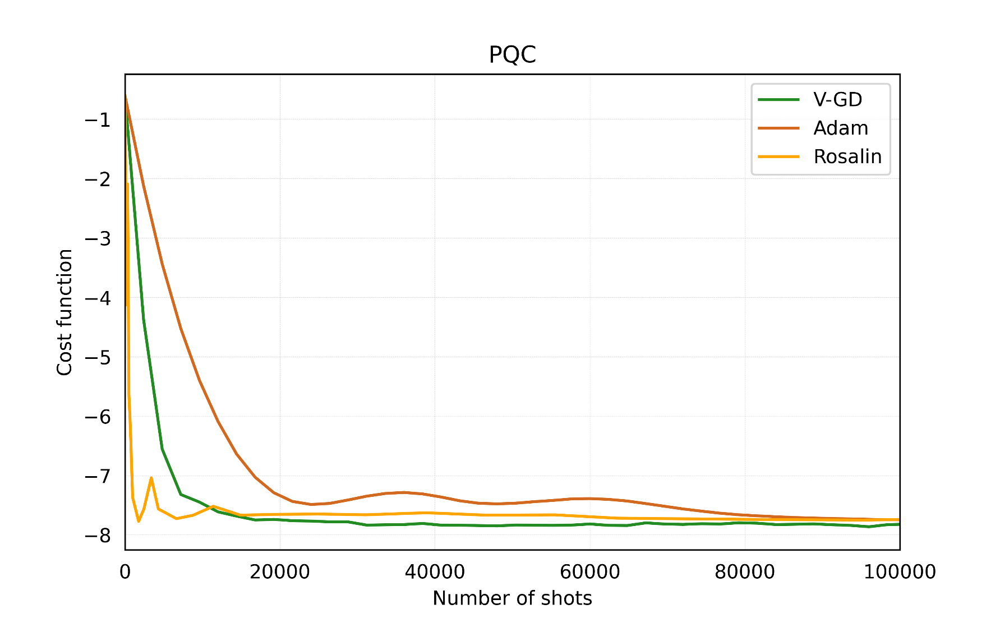 PQC
V-GD
Adam
Rosalin
−1
−2
−3
−4
−5
−6
−7
−8
Cost function
0 20000 40000 60000 80000 100000
Number of shots